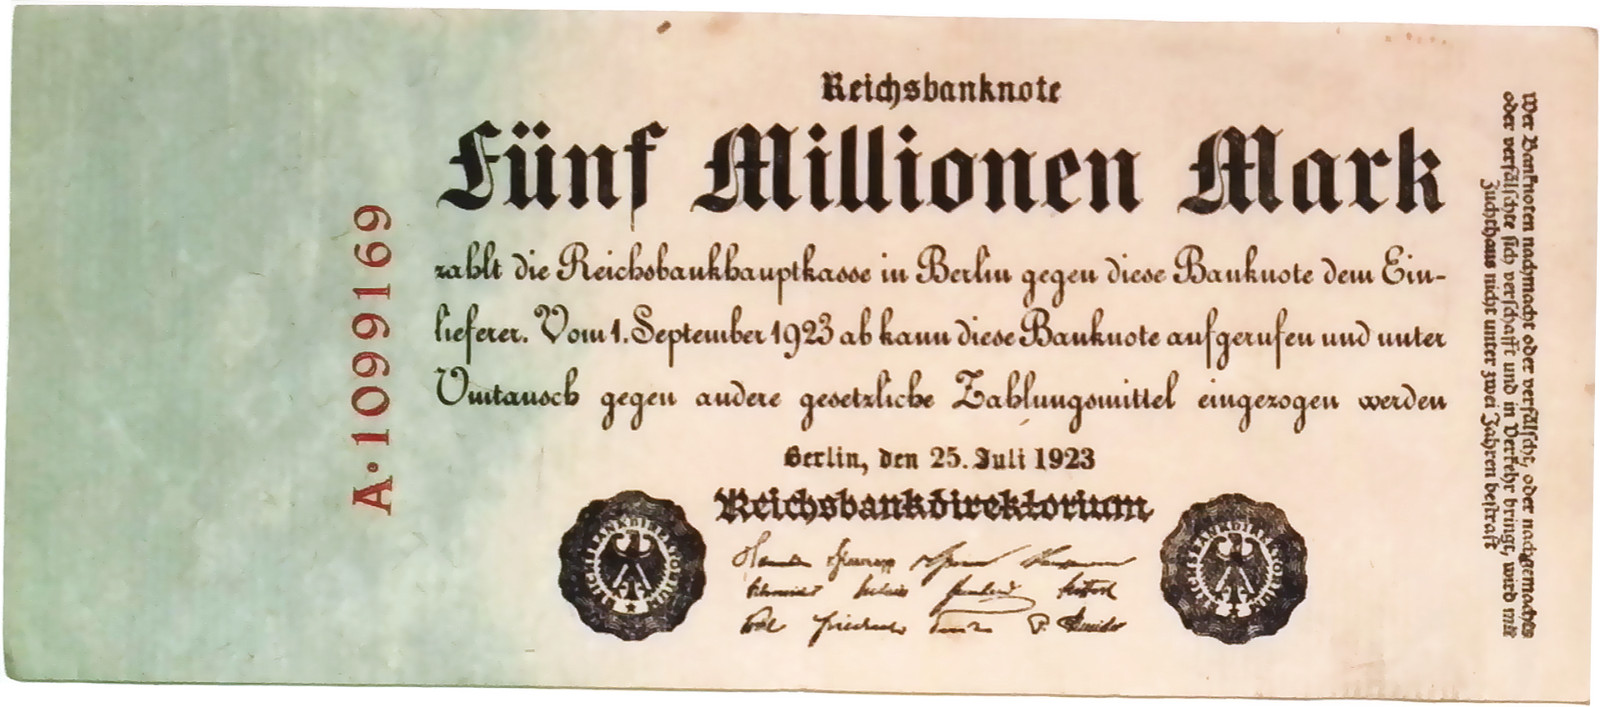 Reichsbanknote
Fünf Millionen Mark
zahlt die Reichsbankhauptkasse in Berlin gegen diese Banknote dem Ein-
lieferer. Vom 1. September 1923 ab kann diese Banknote aufgerufen und unter
Umtausch gegen andere gesetzliche Zahlungsmittel eingezogen werden
Berlin, den 25. Juli 1923
Reichsbankdirektorium
A·1099169
Wer Banknoten nachmacht oder verfälscht, oder nachgemachte
oder verfälschte sich verschafft und in Verkehr bringt, wird mit
Zuchthaus nicht unter zwei Jahren bestraft